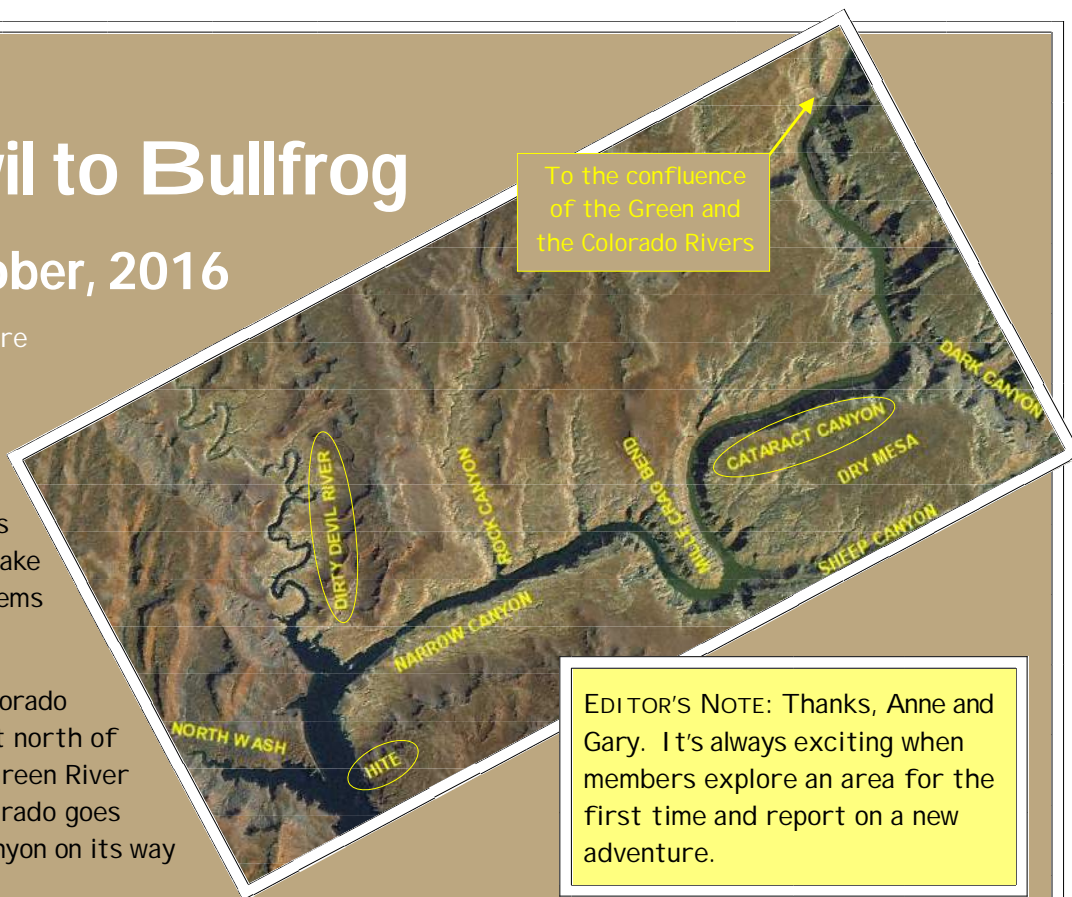 vil to Bullfrog
ober, 2016
re
s
ake
ems
orado
t north of
reen River
rado goes
nyon on its way
To the confluence
of the Green and
the Colorado Rivers
DARK CANYON
CATARACT CANYON
DRY MESA
SHEEP CANYON
MILLE CRAG BEND
ROCK CANYON
DIRTY DEVIL RIVER
NARROW CANYON
NORTH WASH
HITE
EDITOR'S NOTE: Thanks, Anne and
Gary. It's always exciting when
members explore an area for the
first time and report on a new
adventure.